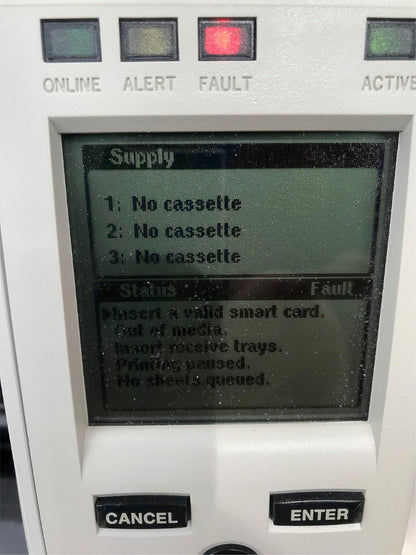 ONLINE ALERT FAULT ACTIVE
Supply
1: No cassette
2: No cassette
3: No cassette
Status Fault
Insert a valid smart card.
Out of media.
Insert receive trays.
Printing paused.
No sheets queued.
CANCEL ENTER